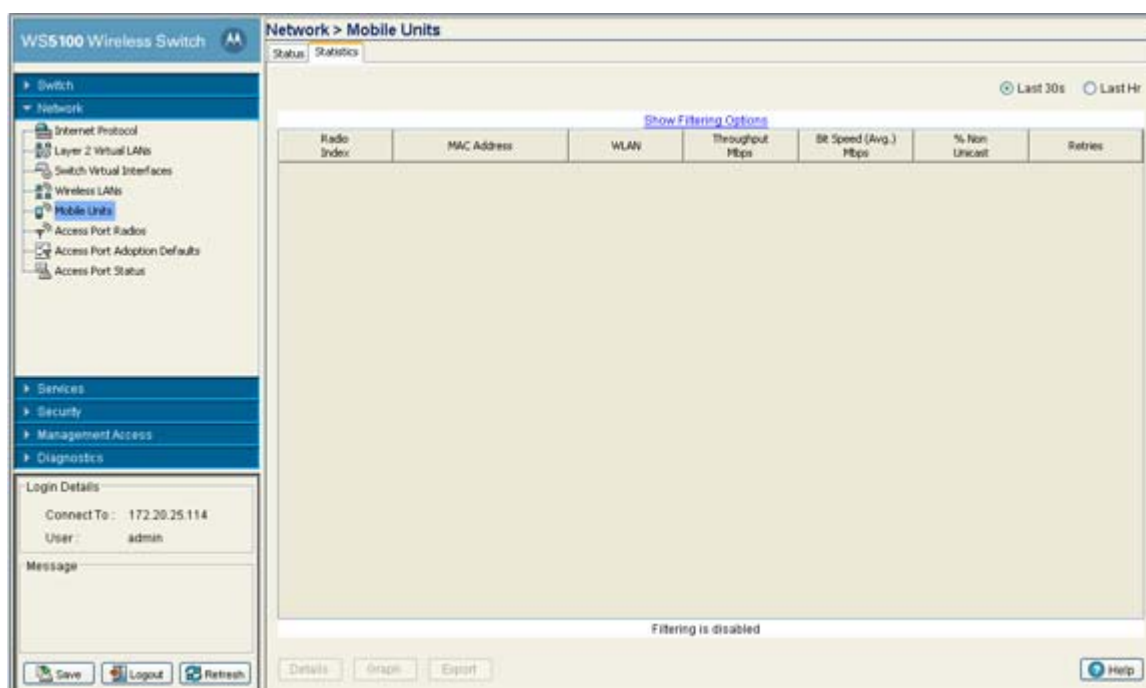 WS5100 Wireless Switch
Network > Mobile Units
Status Statistics
Switch
Network
Internet Protocol
Layer 2 Virtual LANs
Switch Virtual Interfaces
Wireless LANs
Mobile Units
Access Port Radios
Access Port Adoption Defaults
Access Port Status
Services
Security
Management Access
Diagnostics
Login Details
Connect To : 172.20.25.114
User : admin
Message
Save Logout Refresh
Last 30s Last Hr
Show Filtering Options
Radio Index MAC Address WLAN Throughput Mbps Bit Speed (Avg.) Mbps % Non Unicast Retries
Filtering is disabled
Details Graph Export Help